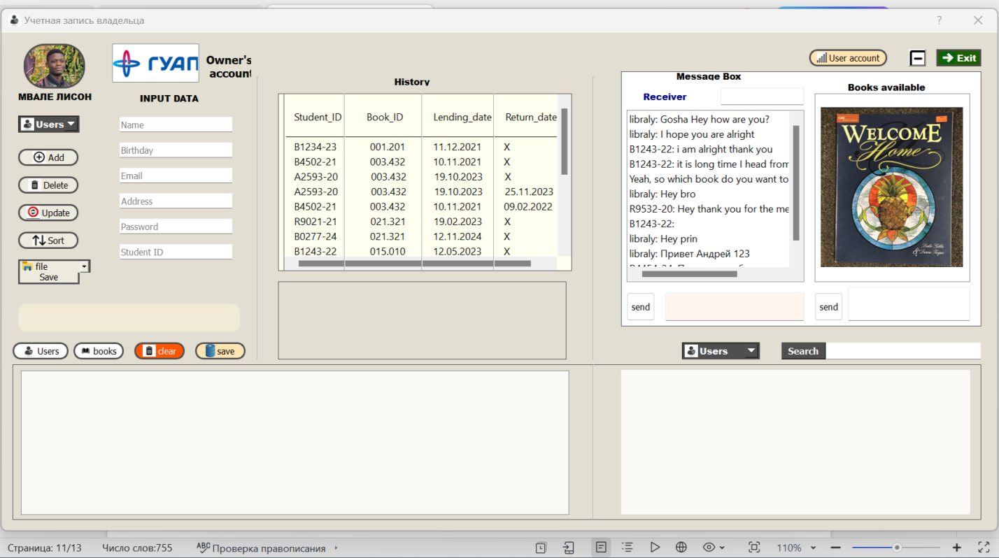 Учетная запись владельца
?
ГУАП
Owner's
account
МВАЛЕ ЛИСОН
INPUT DATA
Users
Name
Birthday
Add
Email
Delete
Address
Update
Password
Sort
Student ID
file
Save
Users
books
clear
save
History
Student_ID Book_ID Lending_date Return_date
B1234-23 001.201 11.12.2021 X
B4502-21 003.432 10.11.2021 X
A2593-20 003.432 19.10.2023 X
A2593-20 003.432 19.10.2023 25.11.2023
B4502-21 003.432 10.11.2021 09.02.2022
R9021-21 021.321 19.02.2023 X
B0277-24 021.321 12.11.2024 X
B1243-22 015.010 12.05.2023 X
User account
Exit
Message Box
Receiver
libraly: Gosha Hey how are you?
libraly: I hope you are alright
B1243-22: i am alright thank you
B1243-22: it is long time I head from
Yeah, so which book do you want to
libraly: Hey bro
R9532-20: Hey thank you for the me
B1243-22:
libraly: Hey prin
libraly: Привет Андрей 123
send
Books available
WELCOME
Home
send
Users
Search
Страница: 11/13
Число слов:755
ABC Проверка правописания
110%